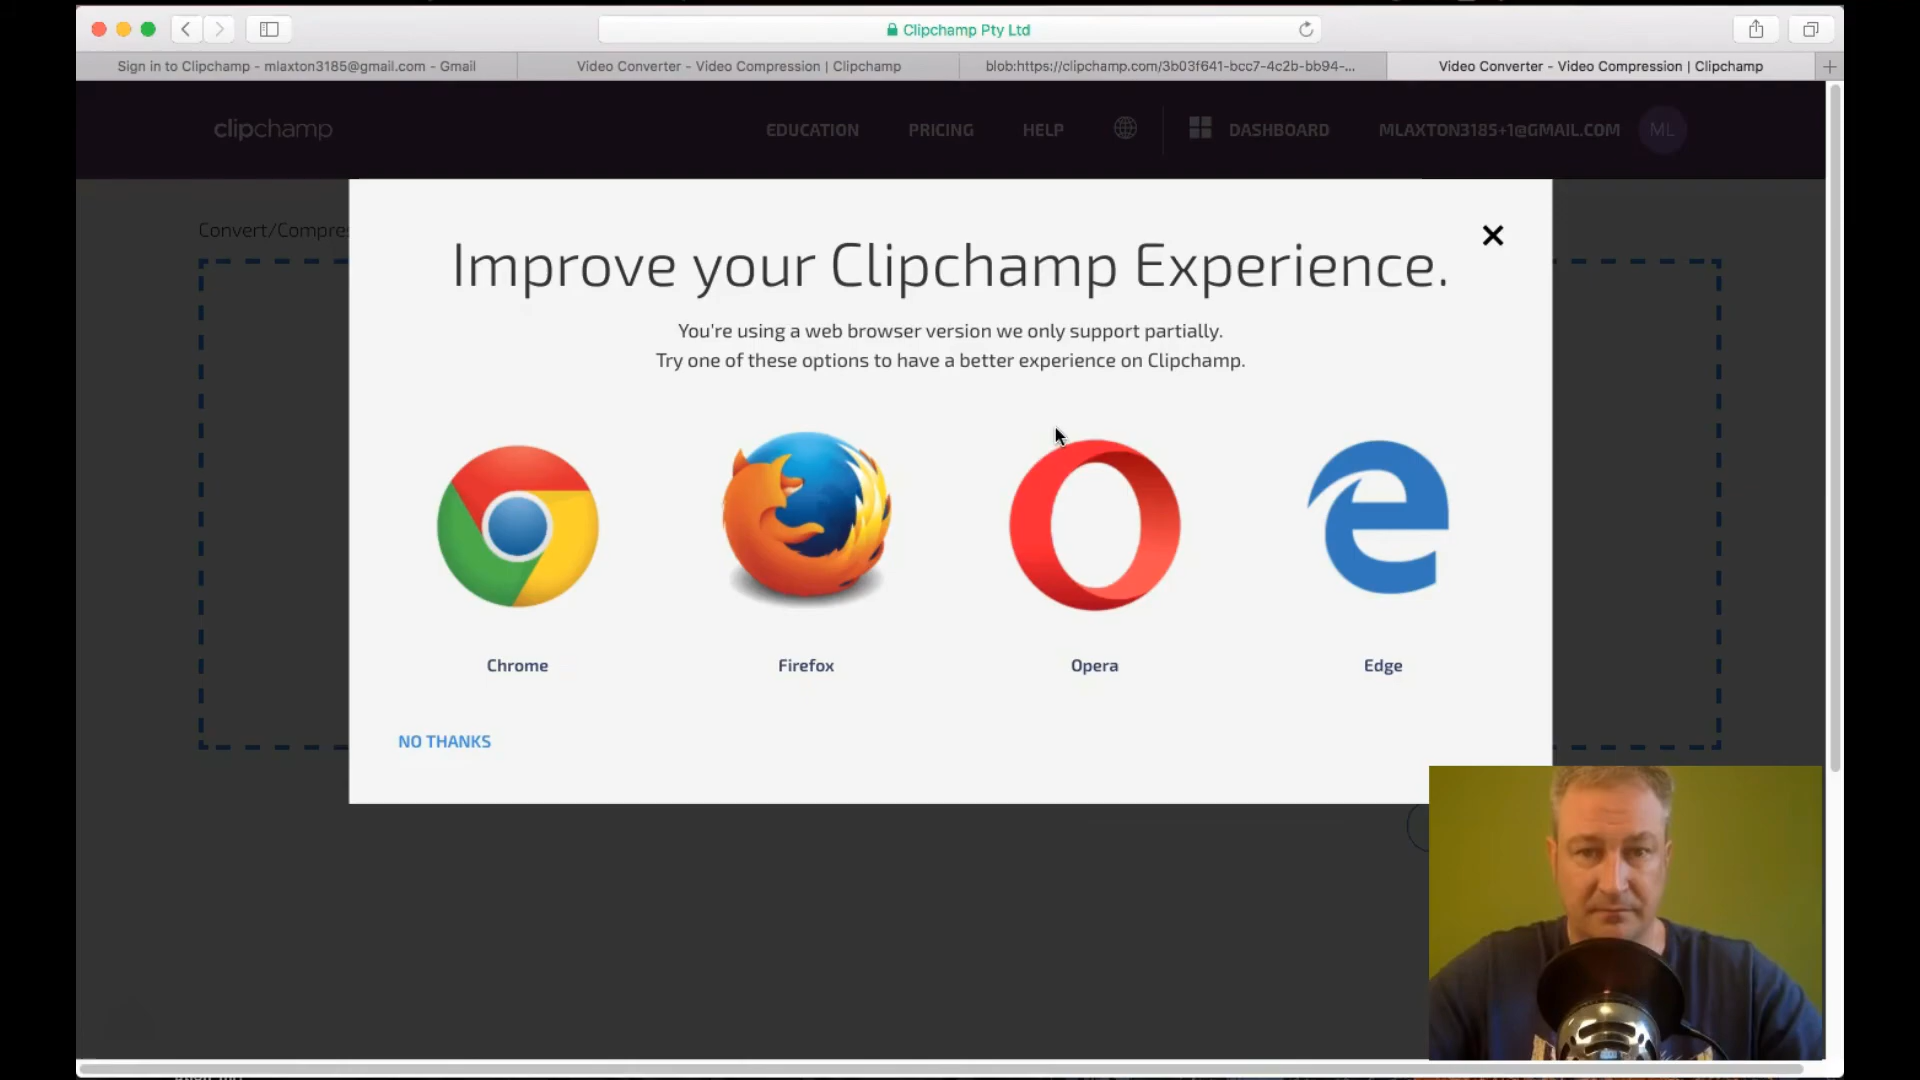 Clipchamp Pty Ltd
Sign in to Clipchamp - mlaxton3185@gmail.com - Gmail
Video Converter - Video Compression | Clipchamp
blob:https://clipchamp.com/3b03f641-bcc7-4c2b-bb94-...
Video Converter - Video Compression | Clipchamp
clipchamp
EDUCATION
PRICING
HELP
DASHBOARD
MLAXTON3185+1@GMAIL.COM
ML
Convert/Compres
Improve your Clipchamp Experience.
You're using a web browser version we only support partially.
Try one of these options to have a better experience on Clipchamp.
Chrome
Firefox
Opera
Edge
NO THANKS